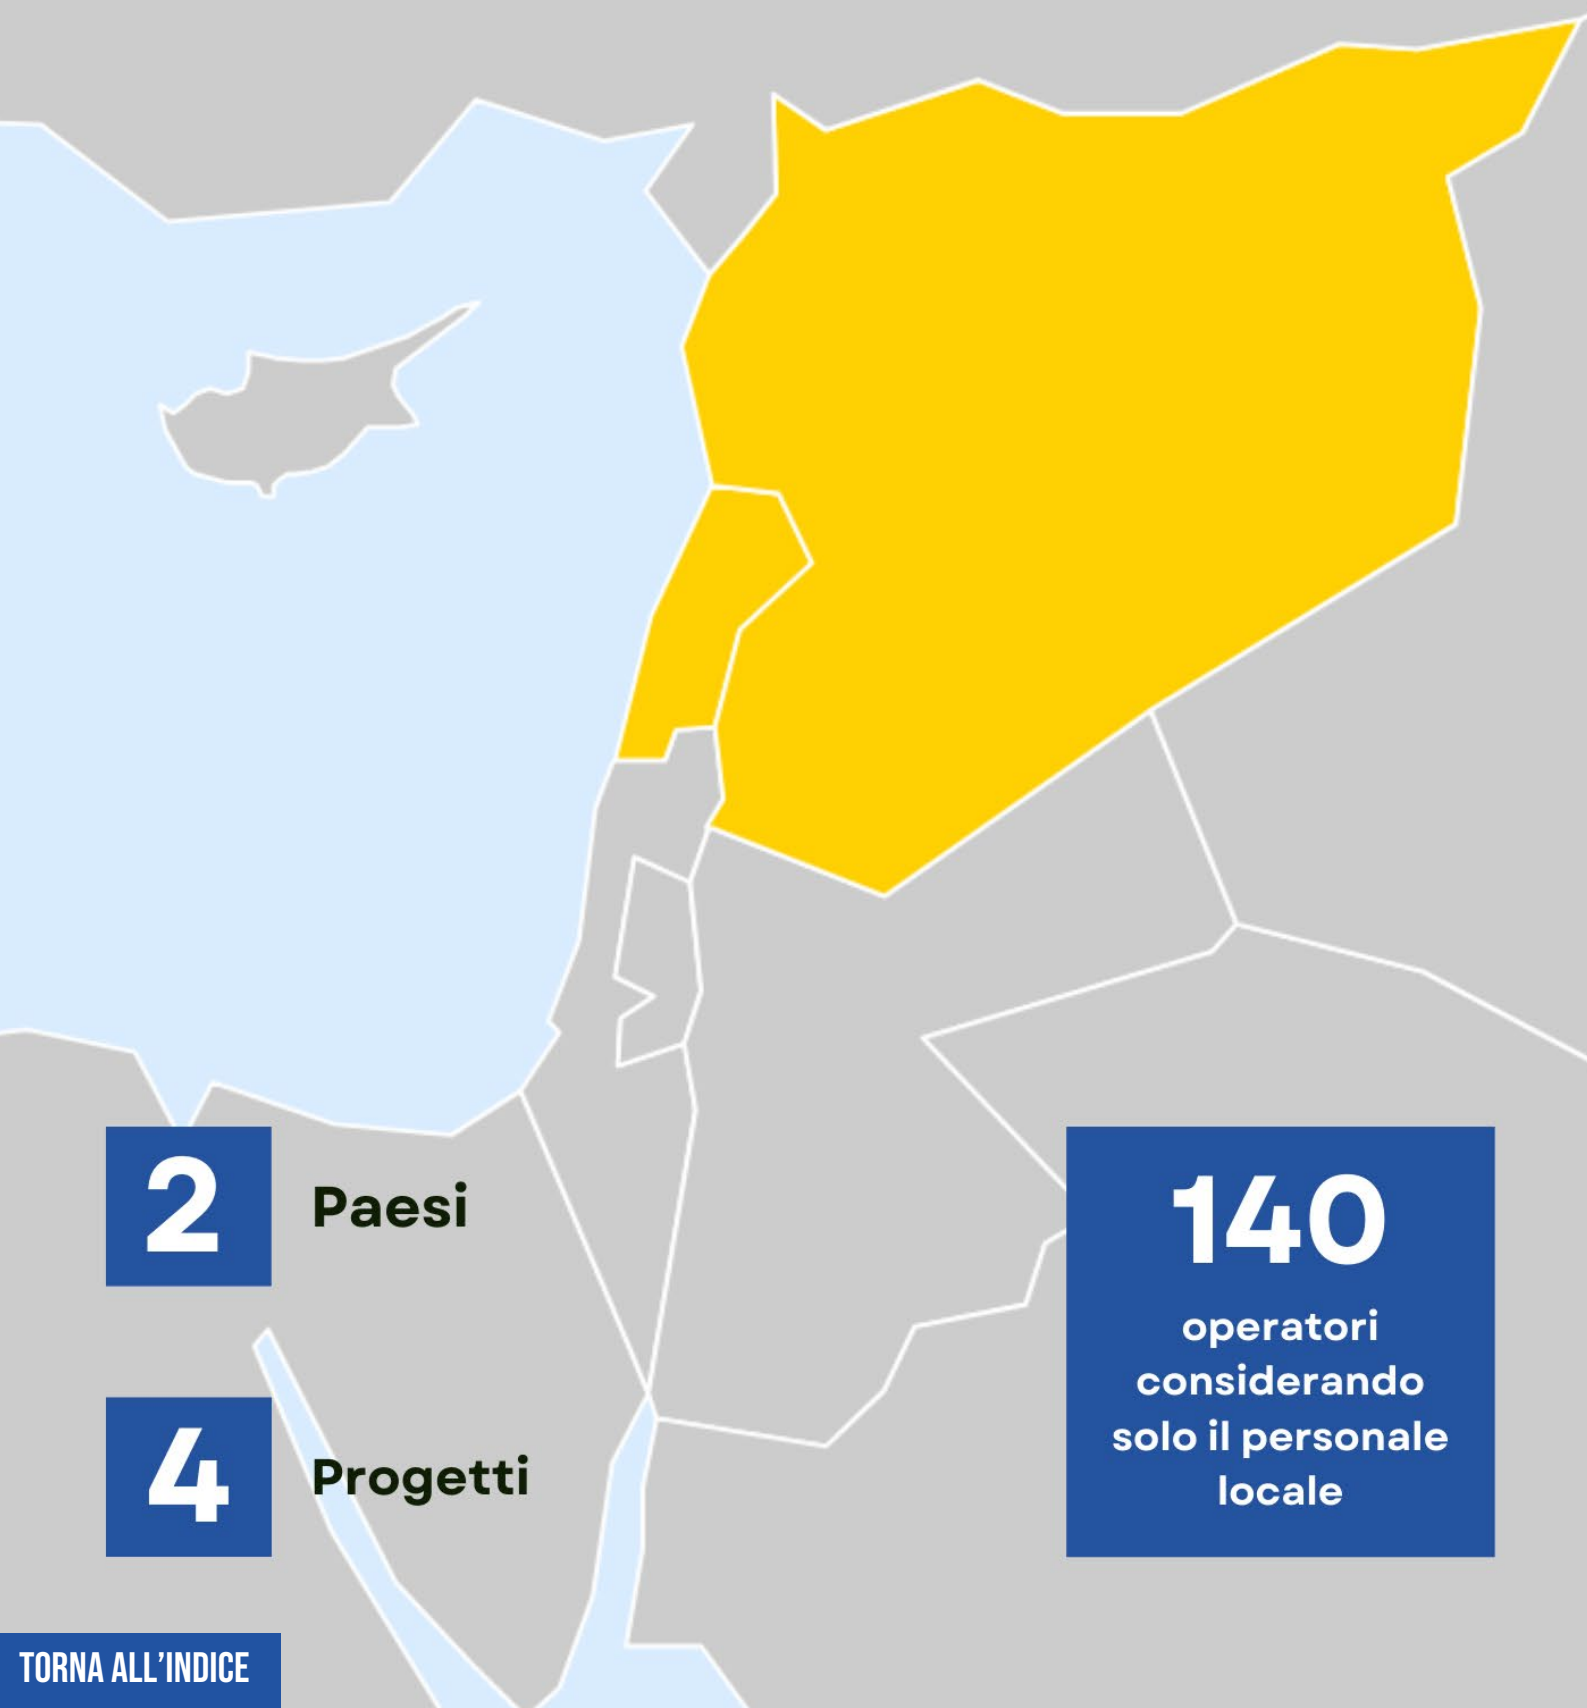 2
Paesi
4
Progetti
140
operatori
considerando
solo il personale
locale
TORNA ALL’INDICE